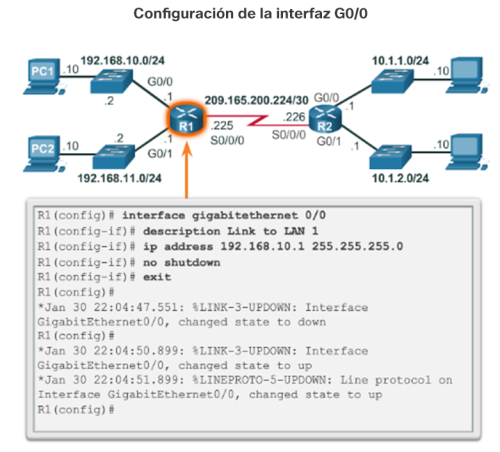 Configuración de la interfaz G0/0
192.168.10.0/24
PC1
.10
G0/0
.2
.1
209.165.200.224/30
R1
.225
S0/0/0
.2
.1
PC2
.10
G0/1
192.168.11.0/24
10.1.1.0/24
.10
G0/0
.1
.226
R2
S0/0/0
G0/1
.1
.10
10.1.2.0/24
R1(config)# interface gigabitethernet 0/0
R1(config-if)# description Link to LAN 1
R1(config-if)# ip address 192.168.10.1 255.255.255.0
R1(config-if)# no shutdown
R1(config-if)# exit
R1(config)#
*Jan 30 22:04:47.551: %LINK-3-UPDOWN: Interface
GigabitEthernet0/0, changed state to down
R1(config)#
*Jan 30 22:04:50.899: %LINK-3-UPDOWN: Interface
GigabitEthernet0/0, changed state to up
*Jan 30 22:04:51.899: %LINEPROTO-5-UPDOWN: Line protocol on
Interface GigabitEthernet0/0, changed state to up
R1(config)#